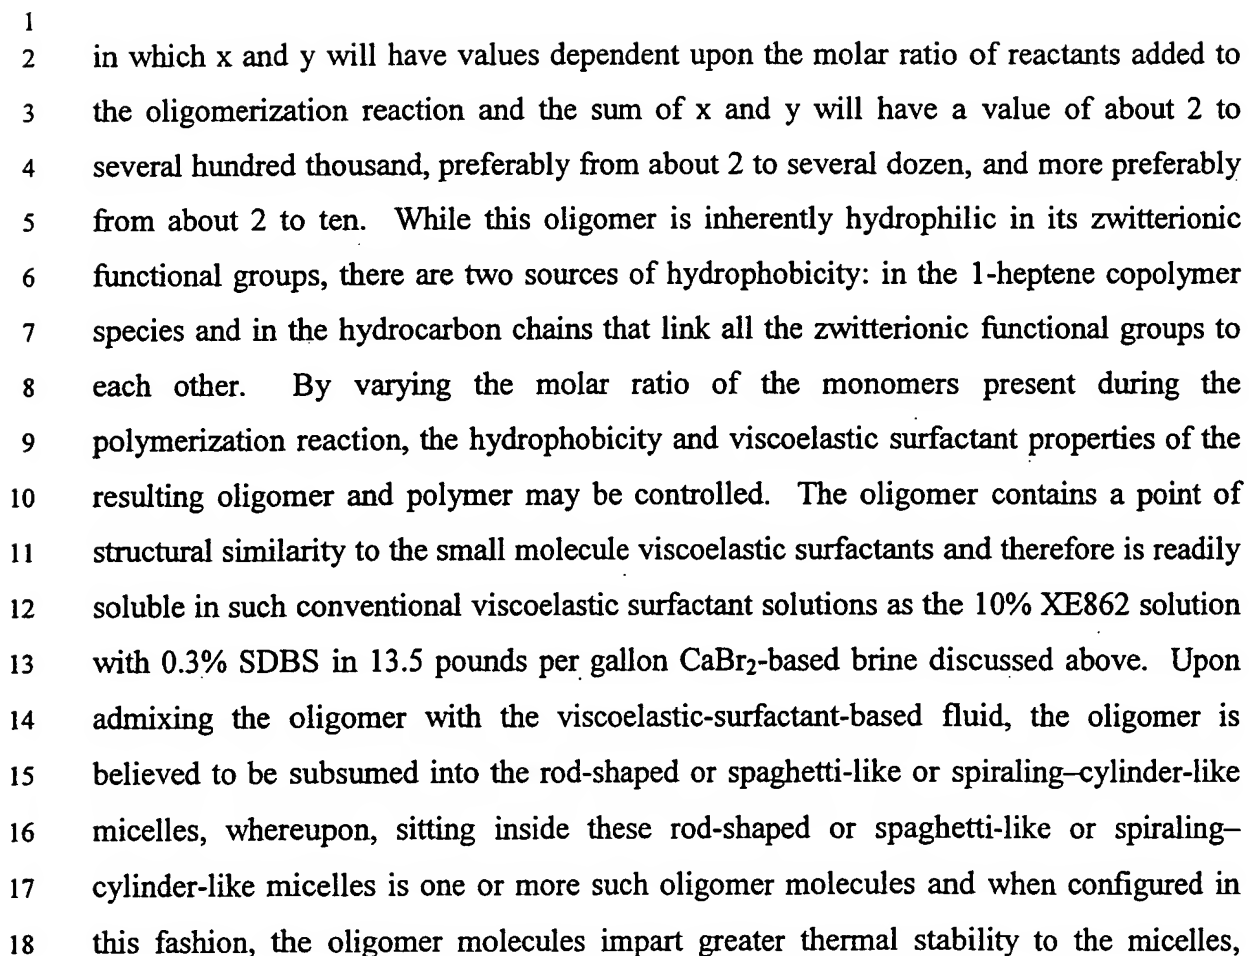 1
2 in which x and y will have values dependent upon the molar ratio of reactants added to
3 the oligomerization reaction and the sum of x and y will have a value of about 2 to
4 several hundred thousand, preferably from about 2 to several dozen, and more preferably
5 from about 2 to ten. While this oligomer is inherently hydrophilic in its zwitterionic
6 functional groups, there are two sources of hydrophobicity: in the 1-heptene copolymer
7 species and in the hydrocarbon chains that link all the zwitterionic functional groups to
8 each other. By varying the molar ratio of the monomers present during the
9 polymerization reaction, the hydrophobicity and viscoelastic surfactant properties of the
10 resulting oligomer and polymer may be controlled. The oligomer contains a point of
11 structural similarity to the small molecule viscoelastic surfactants and therefore is readily
12 soluble in such conventional viscoelastic surfactant solutions as the 10% XE862 solution
13 with 0.3% SDBS in 13.5 pounds per gallon CaBr₂-based brine discussed above. Upon
14 admixing the oligomer with the viscoelastic-surfactant-based fluid, the oligomer is
15 believed to be subsumed into the rod-shaped or spaghetti-like or spiraling–cylinder-like
16 micelles, whereupon, sitting inside these rod-shaped or spaghetti-like or spiraling–
17 cylinder-like micelles is one or more such oligomer molecules and when configured in
18 this fashion, the oligomer molecules impart greater thermal stability to the micelles,